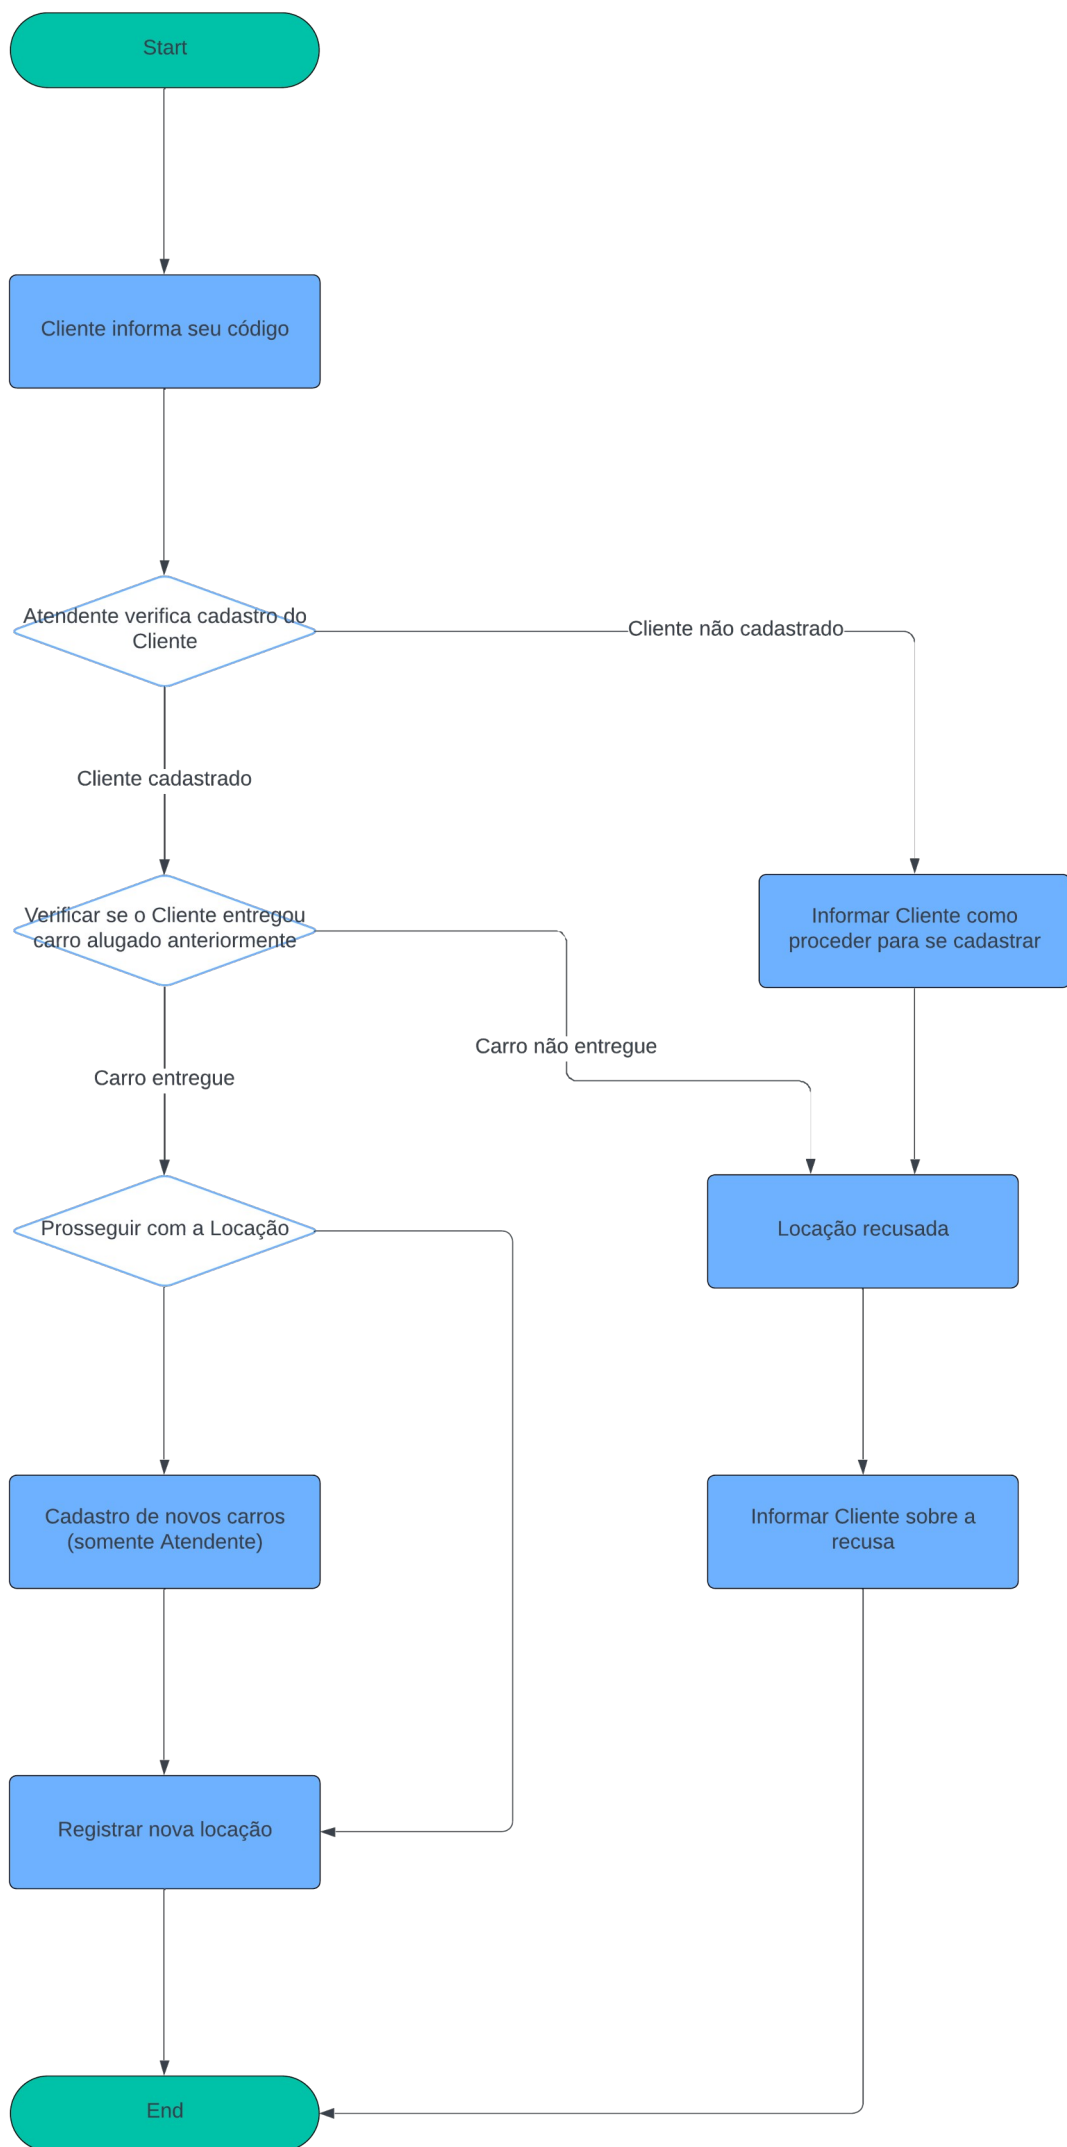 Start
Cliente informa seu código
Atendente verifica cadastro do
Cliente
Cliente não cadastrado
Cliente cadastrado
Verificar se o Cliente entregou
carro alugado anteriormente
Informar Cliente como
proceder para se cadastrar
Carro não entregue
Carro entregue
Prosseguir com a Locação
Locação recusada
Cadastro de novos carros
(somente Atendente)
Informar Cliente sobre a
recusa
Registrar nova locação
End